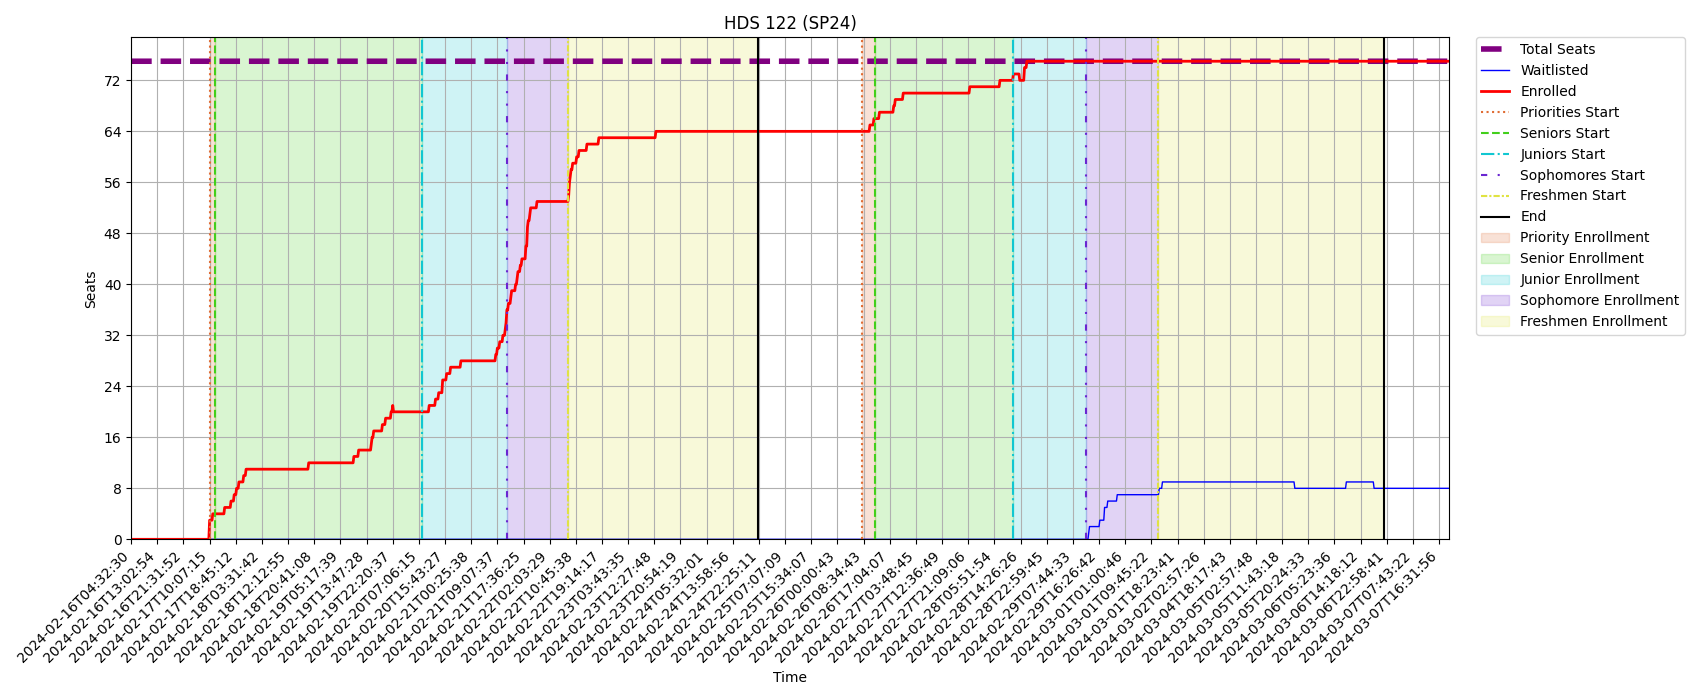 HDS 122 (SP24)
Seats
72
64
56
48
40
32
24
16
8
0
2024-02-16T04:32:30
2024-02-16T13:02:54
2024-02-16T21:31:52
2024-02-17T10:07:15
2024-02-17T18:45:12
2024-02-18T03:31:42
2024-02-18T12:12:55
2024-02-18T20:41:08
2024-02-19T05:17:39
2024-02-19T13:47:28
2024-02-19T22:20:37
2024-02-20T07:06:15
2024-02-20T15:43:27
2024-02-21T00:25:38
2024-02-21T09:07:37
2024-02-21T17:36:25
2024-02-22T02:03:29
2024-02-22T10:45:38
2024-02-22T19:14:17
2024-02-23T03:43:35
2024-02-23T12:27:48
2024-02-23T20:54:19
2024-02-24T05:32:01
2024-02-24T13:58:56
2024-02-24T22:25:11
2024-02-25T07:07:09
2024-02-25T15:34:07
2024-02-26T00:00:43
2024-02-26T08:34:43
2024-02-26T17:04:07
2024-02-27T03:48:45
2024-02-27T12:36:49
2024-02-27T21:09:06
2024-02-28T05:51:54
2024-02-28T14:26:26
2024-02-28T22:59:45
2024-02-29T07:44:33
2024-02-29T16:26:42
2024-03-01T01:00:46
2024-03-01T09:45:22
2024-03-01T18:23:41
2024-03-02T02:57:26
2024-03-04T18:17:43
2024-03-05T02:57:48
2024-03-05T11:43:18
2024-03-05T20:24:33
2024-03-06T05:23:36
2024-03-06T14:18:12
2024-03-06T22:58:41
2024-03-07T07:43:22
2024-03-07T16:31:56
Time
Total Seats
Waitlisted
Enrolled
Priorities Start
Seniors Start
Juniors Start
Sophomores Start
Freshmen Start
End
Priority Enrollment
Senior Enrollment
Junior Enrollment
Sophomore Enrollment
Freshmen Enrollment